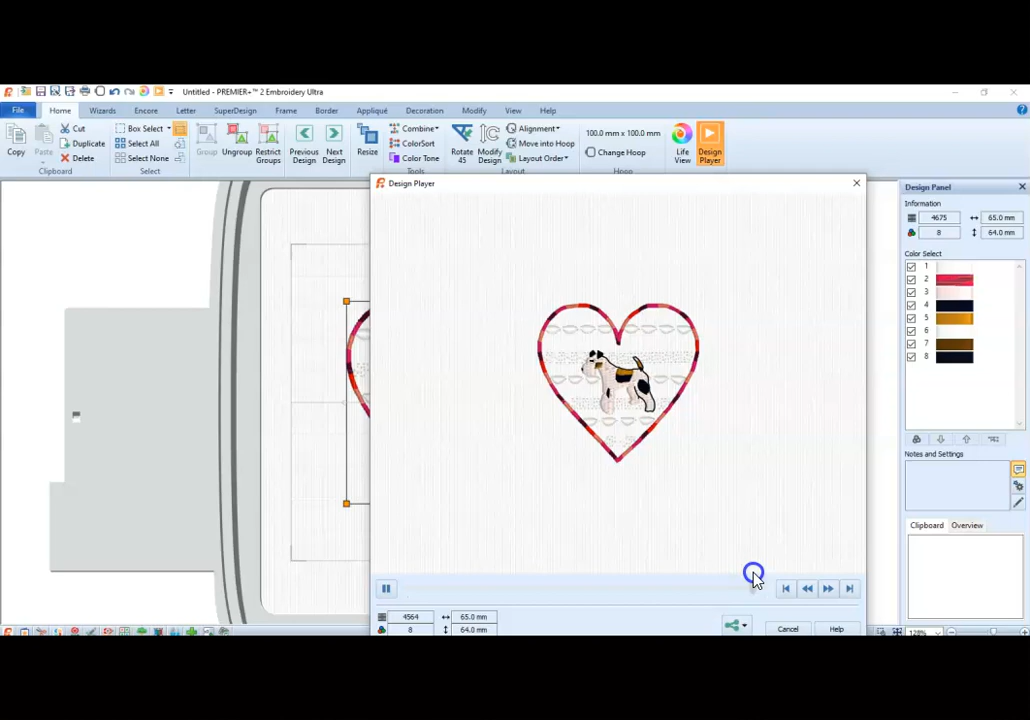 Untitled - PREMIER+™ 2 Embroidery Ultra
File Home Wizards Encore Letter SuperDesign Frame Border Appliqué Decoration Modify View Help
Copy Paste Cut Duplicate Delete Clipboard
Box Select Select All Select None Select
Group Ungroup Restrict Groups Previous Design Next Design Resize
Combine ColorSort Color Tone Tools
Rotate 45 Modify Design Alignment Move into Hoop Layout Order Layout
100.0 mm x 100.0 mm Change Hoop Hoop
Life View Design Player
Design Player
Design Panel
Information
4675 65.0 mm
8 64.0 mm
Color Select
1
2
3
4
5
6
7
8
Notes and Settings
Clipboard Overview
4564 65.0 mm
8 64.0 mm
Cancel Help
128%